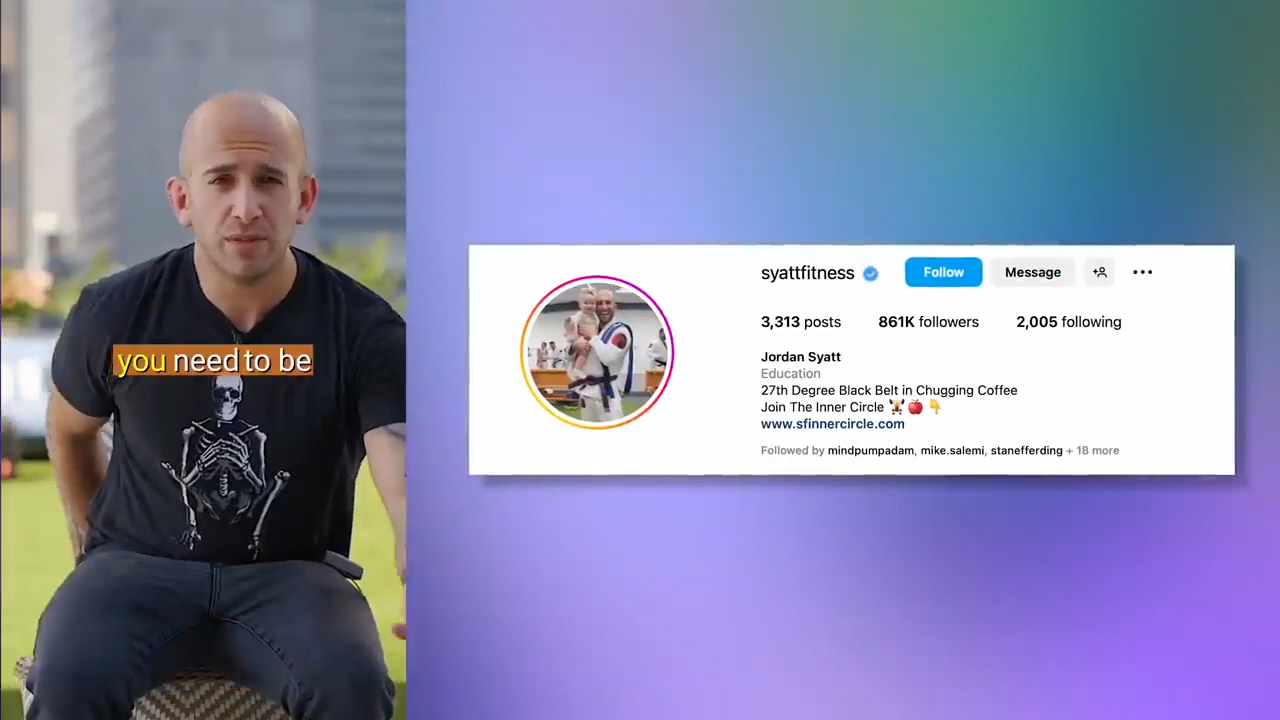 you need to be
syattfitness
Follow
Message
3,313 posts 861K followers 2,005 following
Jordan Syatt
Education
27th Degree Black Belt in Chugging Coffee
Join The Inner Circle 🏋🍎👇
www.sfinnercircle.com
Followed by mindpumpadam, mike.salemi, stanefferding + 18 more